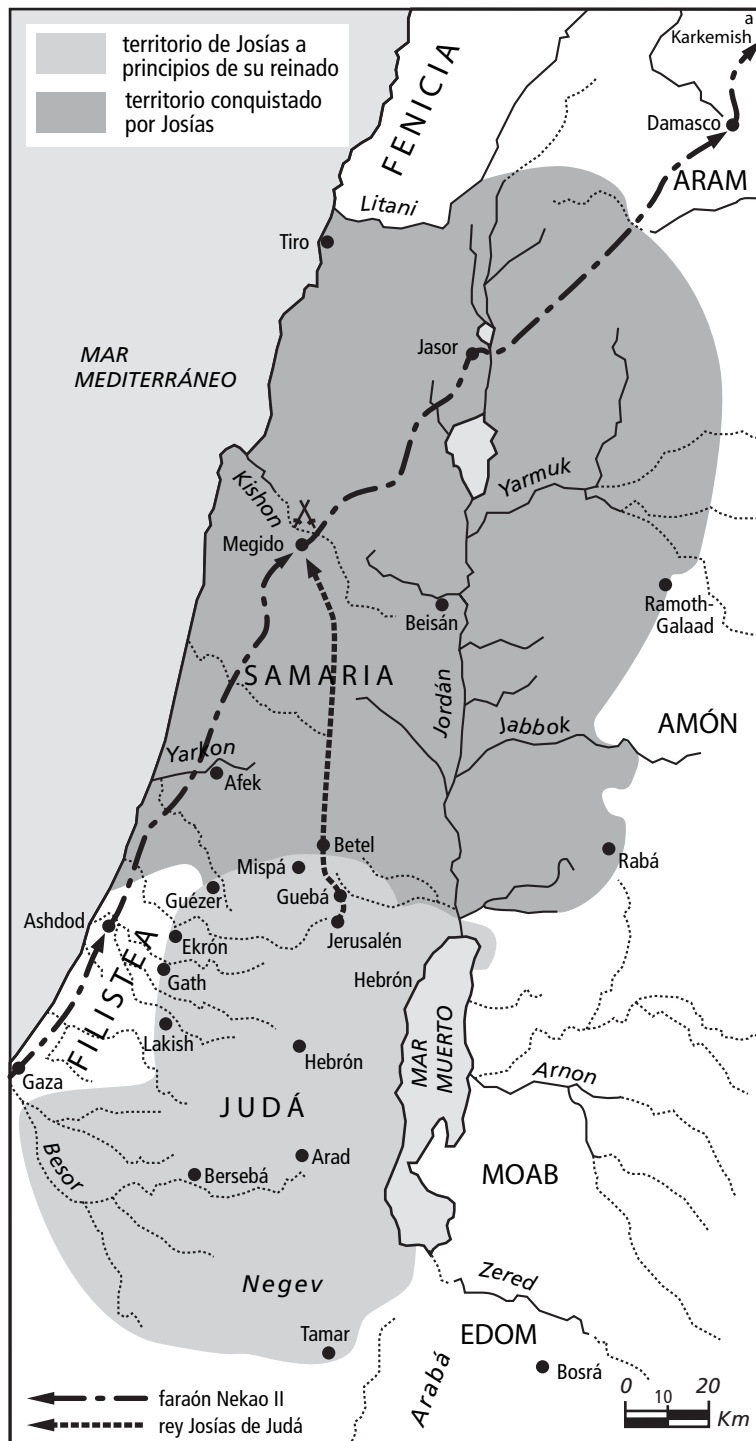 territorio de Josías a
principios de su reinado
territorio conquistado
por Josías
a
Karkemish
FENICIA
Damasco
ARAM
Litani
Tiro
MAR
MEDITERRÁNEO
Jasor
Kishon
Yarmuk
Megido
Beisán
Ramoth-
Galaad
SAMARIA
Jordán
Jabbok
AMÓN
Yarkon
Afek
Betel
Mispá
Rabá
Guézer
Guebá
Ashdod
Jerusalén
Ekrón
FILISTEA
Gath
Hebrón
Lakish
Hebrón
MAR
MUERTO
Gaza
Arnon
JUDÁ
Besor
Arad
Bersebá
MOAB
Negev
Zered
Tamar
EDOM
Arabá
Bosrá
faraón Nekao II
rey Josías de Judá
0 10 20
Km